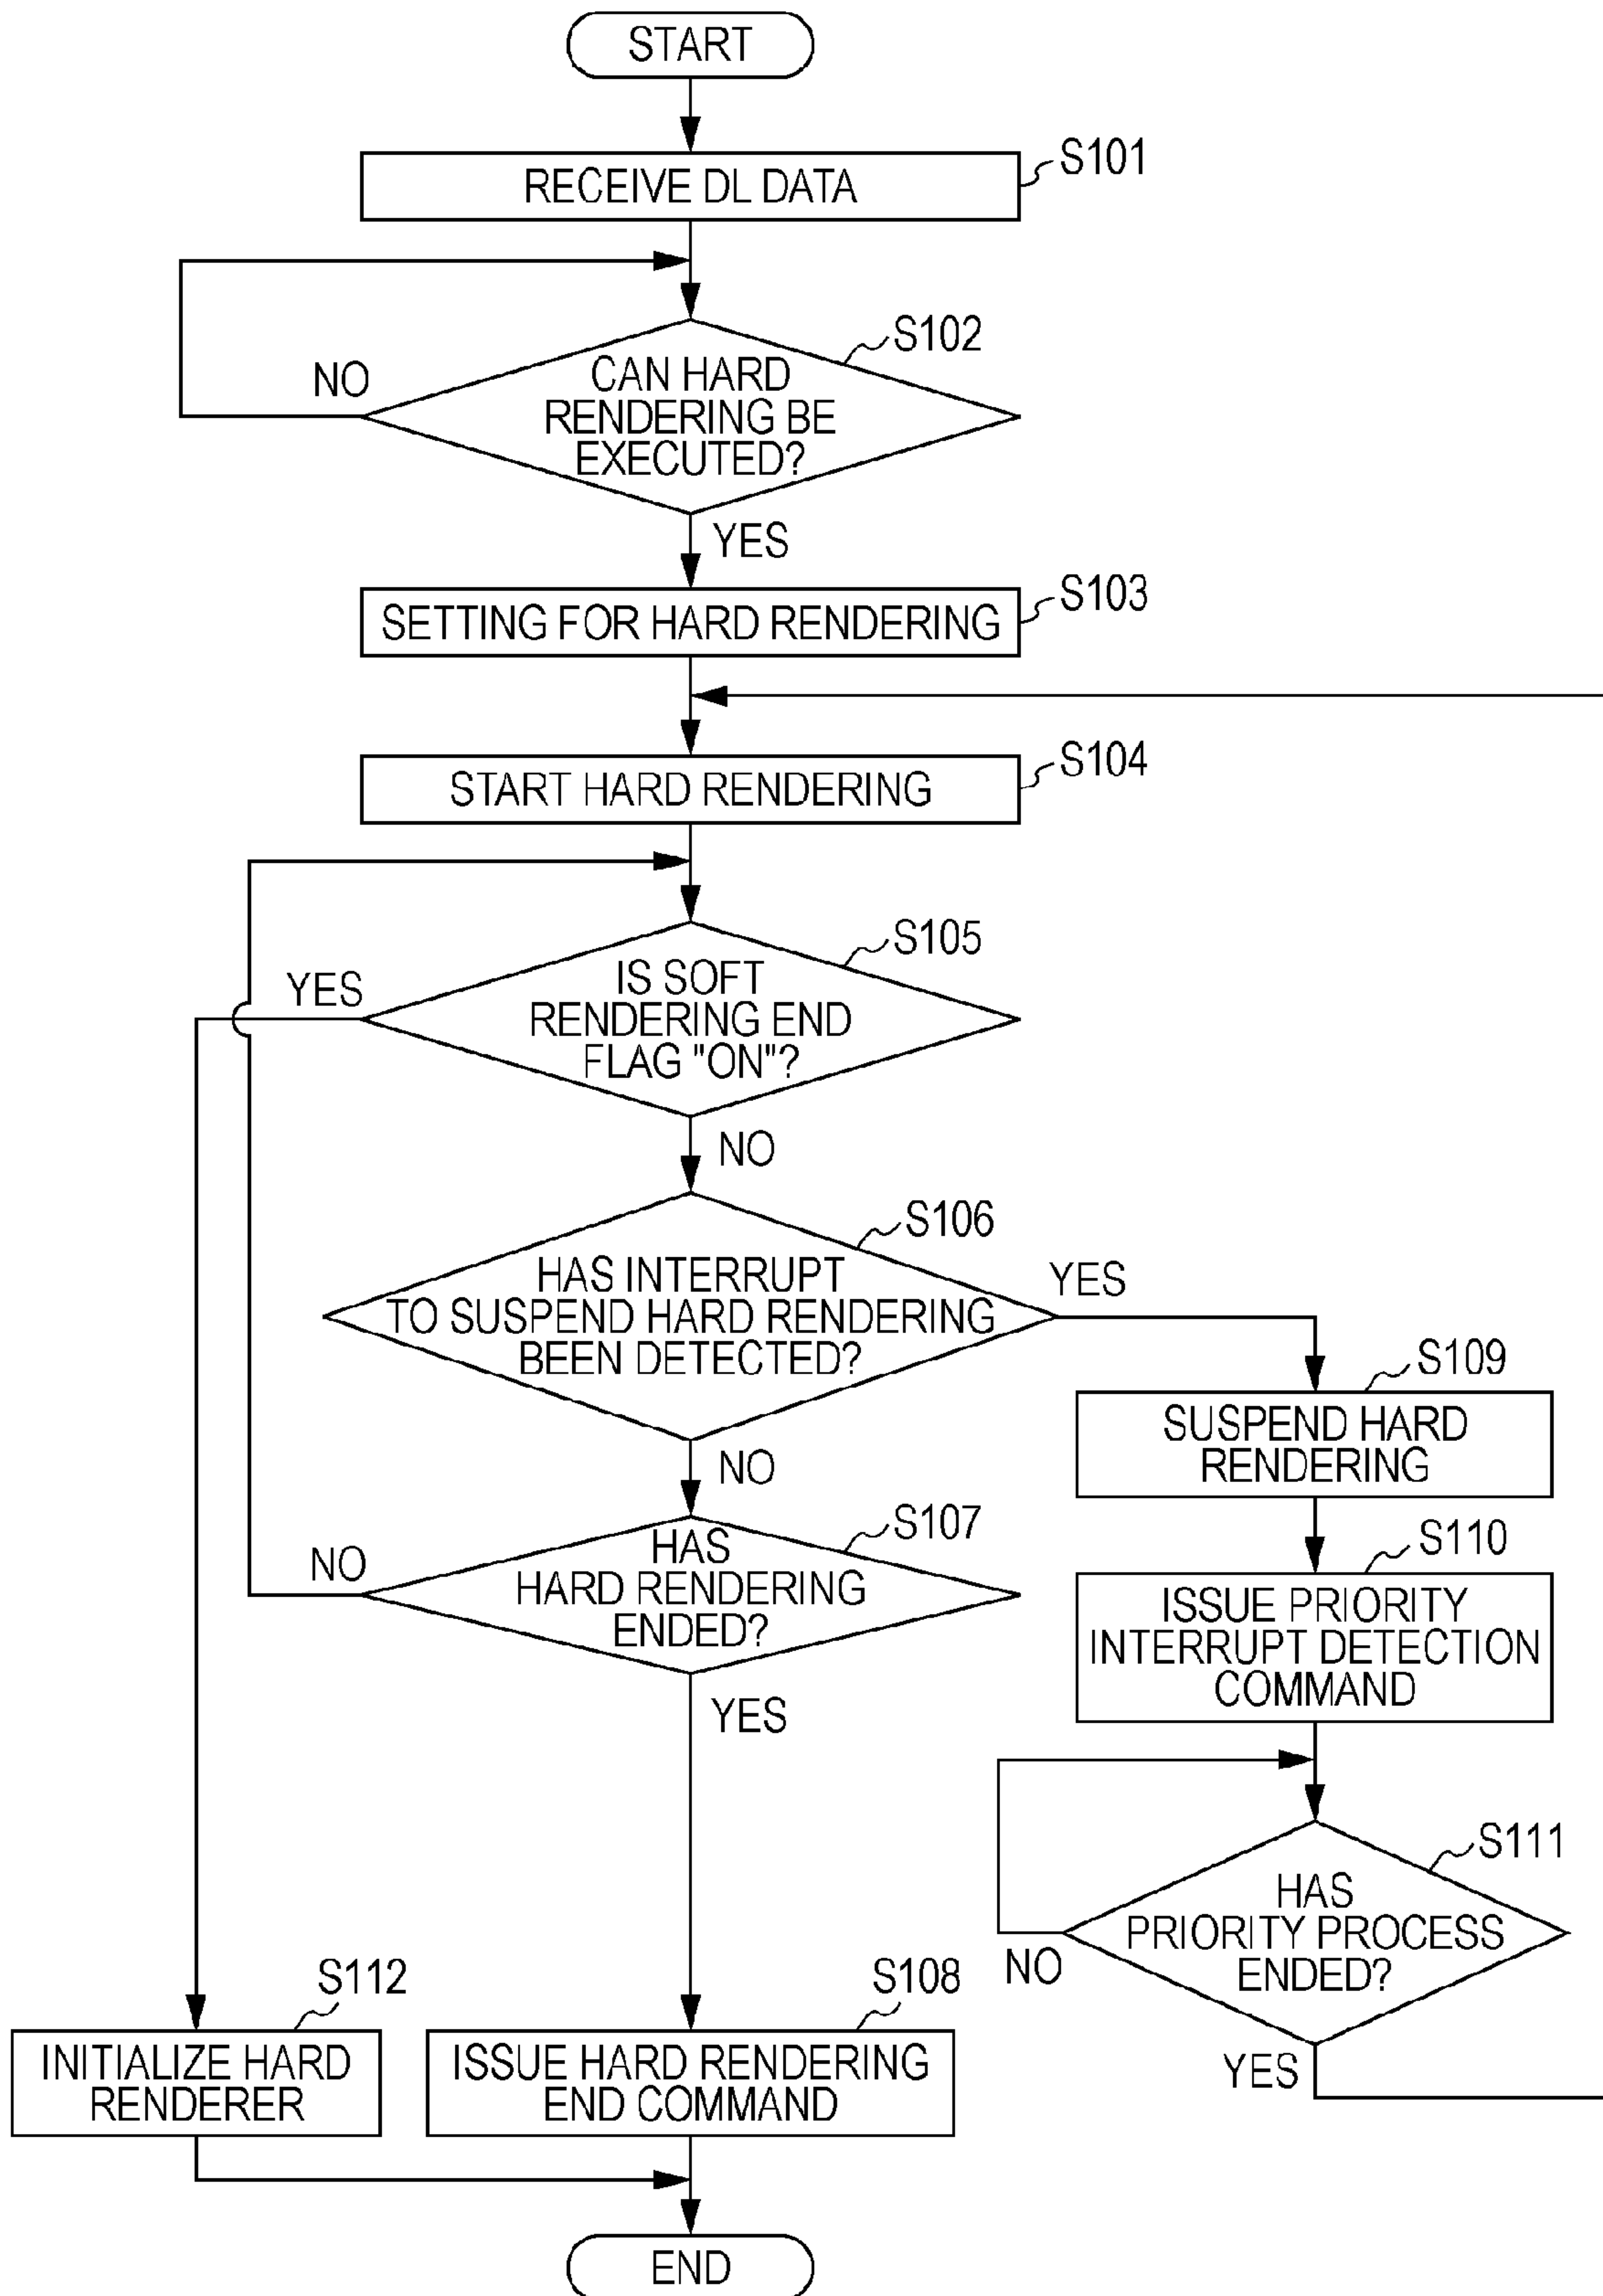 START
RECEIVE DL DATA
S101
S102
NO
CAN HARD
RENDERING BE
EXECUTED?
YES
SETTING FOR HARD RENDERING
S103
START HARD RENDERING
S104
S105
YES
IS SOFT
RENDERING END
FLAG "ON"?
NO
S106
HAS INTERRUPT
TO SUSPEND HARD RENDERING
BEEN DETECTED?
YES
NO
S109
SUSPEND HARD
RENDERING
S107
NO
HAS
HARD RENDERING
ENDED?
YES
S110
ISSUE PRIORITY
INTERRUPT DETECTION
COMMAND
S111
HAS
PRIORITY PROCESS
ENDED?
NO
YES
S112
INITIALIZE HARD
RENDERER
S108
ISSUE HARD RENDERING
END COMMAND
END